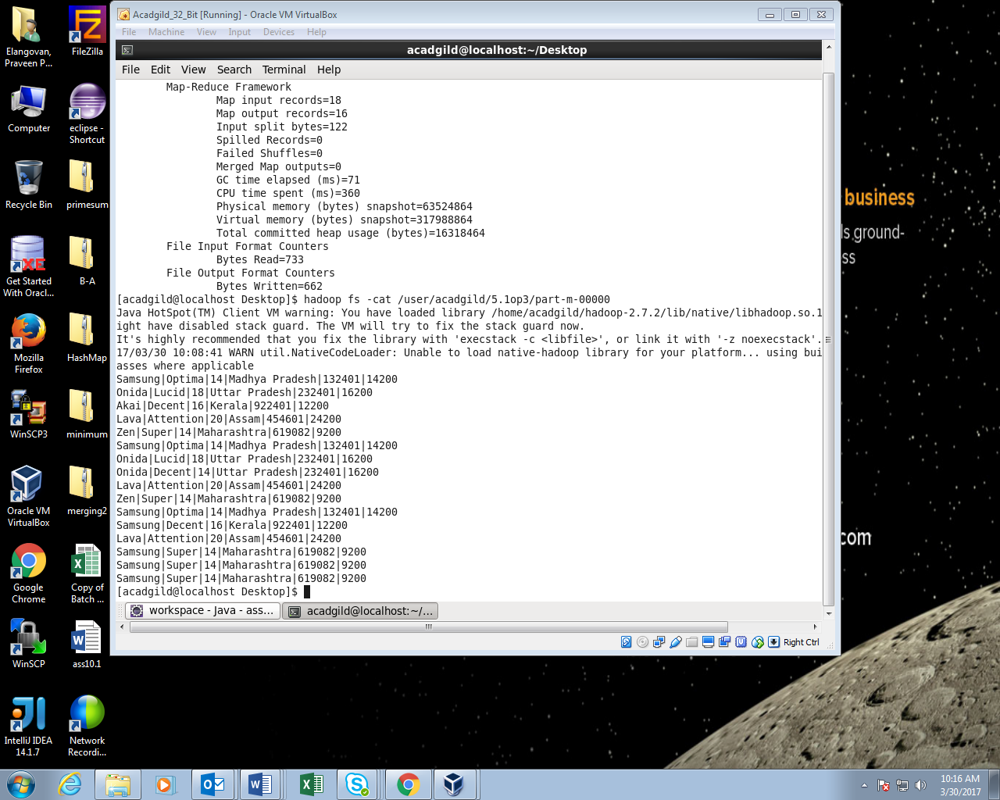 Acadgild_32_Bit [Running] - Oracle VM VirtualBox
File Machine View Input Devices Help
acadgild@localhost:~/Desktop
File Edit View Search Terminal Help
Map-Reduce Framework
Map input records=18
Map output records=16
Input split bytes=122
Spilled Records=0
Failed Shuffles=0
Merged Map outputs=0
GC time elapsed (ms)=71
CPU time spent (ms)=360
Physical memory (bytes) snapshot=63524864
Virtual memory (bytes) snapshot=317988864
Total committed heap usage (bytes)=16318464
File Input Format Counters
Bytes Read=733
File Output Format Counters
Bytes Written=662
[acadgild@localhost Desktop]$ hadoop fs -cat /user/acadgild/5.1op3/part-m-00000
Java HotSpot(TM) Client VM warning: You have loaded library /home/acadgild/hadoop-2.7.2/lib/native/libhadoop.so.1
ight have disabled stack guard. The VM will try to fix the stack guard now.
It's highly recommended that you fix the library with 'execstack -c <libfile>', or link it with '-z noexecstack'.
17/03/30 10:08:41 WARN util.NativeCodeLoader: Unable to load native-hadoop library for your platform... using bui
asses where applicable
Samsung|Optima|14|Madhya Pradesh|132401|14200
Onida|Lucid|18|Uttar Pradesh|232401|16200
Akai|Decent|16|Kerala|922401|12200
Lava|Attention|20|Assam|454601|24200
Zen|Super|14|Maharashtra|619082|9200
Samsung|Optima|14|Madhya Pradesh|132401|14200
Onida|Lucid|18|Uttar Pradesh|232401|16200
Onida|Decent|14|Uttar Pradesh|232401|16200
Lava|Attention|20|Assam|454601|24200
Zen|Super|14|Maharashtra|619082|9200
Samsung|Optima|14|Madhya Pradesh|132401|14200
Samsung|Decent|16|Kerala|922401|12200
Lava|Attention|20|Assam|454601|24200
Samsung|Super|14|Maharashtra|619082|9200
Samsung|Super|14|Maharashtra|619082|9200
Samsung|Super|14|Maharashtra|619082|9200
[acadgild@localhost Desktop]$
workspace - Java - ass...
acadgild@localhost:~/...
Right Ctrl
Elangovan,
Praveen P...
FileZilla
Computer
eclipse -
Shortcut
Recycle Bin
primesum
Get Started
With Oracl...
B-A
Mozilla
Firefox
HashMap
WinSCP3
minimum
Oracle VM
VirtualBox
merging2
Google
Chrome
Copy of
Batch ...
WinSCP
ass10.1
IntelliJ IDEA
14.1.7
Network
Recordi...
business
ls ground-
ss
com
10:16 AM
3/30/2017